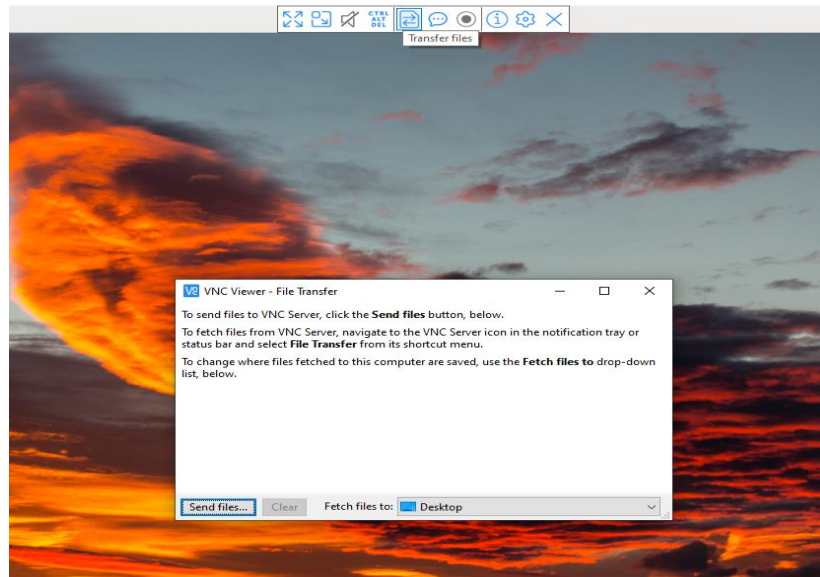 CTRL
ALT
DEL
Transfer files
VNC Viewer - File Transfer
To send files to VNC Server, click the Send files button, below.
To fetch files from VNC Server, navigate to the VNC Server icon in the notification tray or
status bar and select File Transfer from its shortcut menu.
To change where files fetched to this computer are saved, use the Fetch files to drop-down
list, below.
Send files... Clear Fetch files to: Desktop